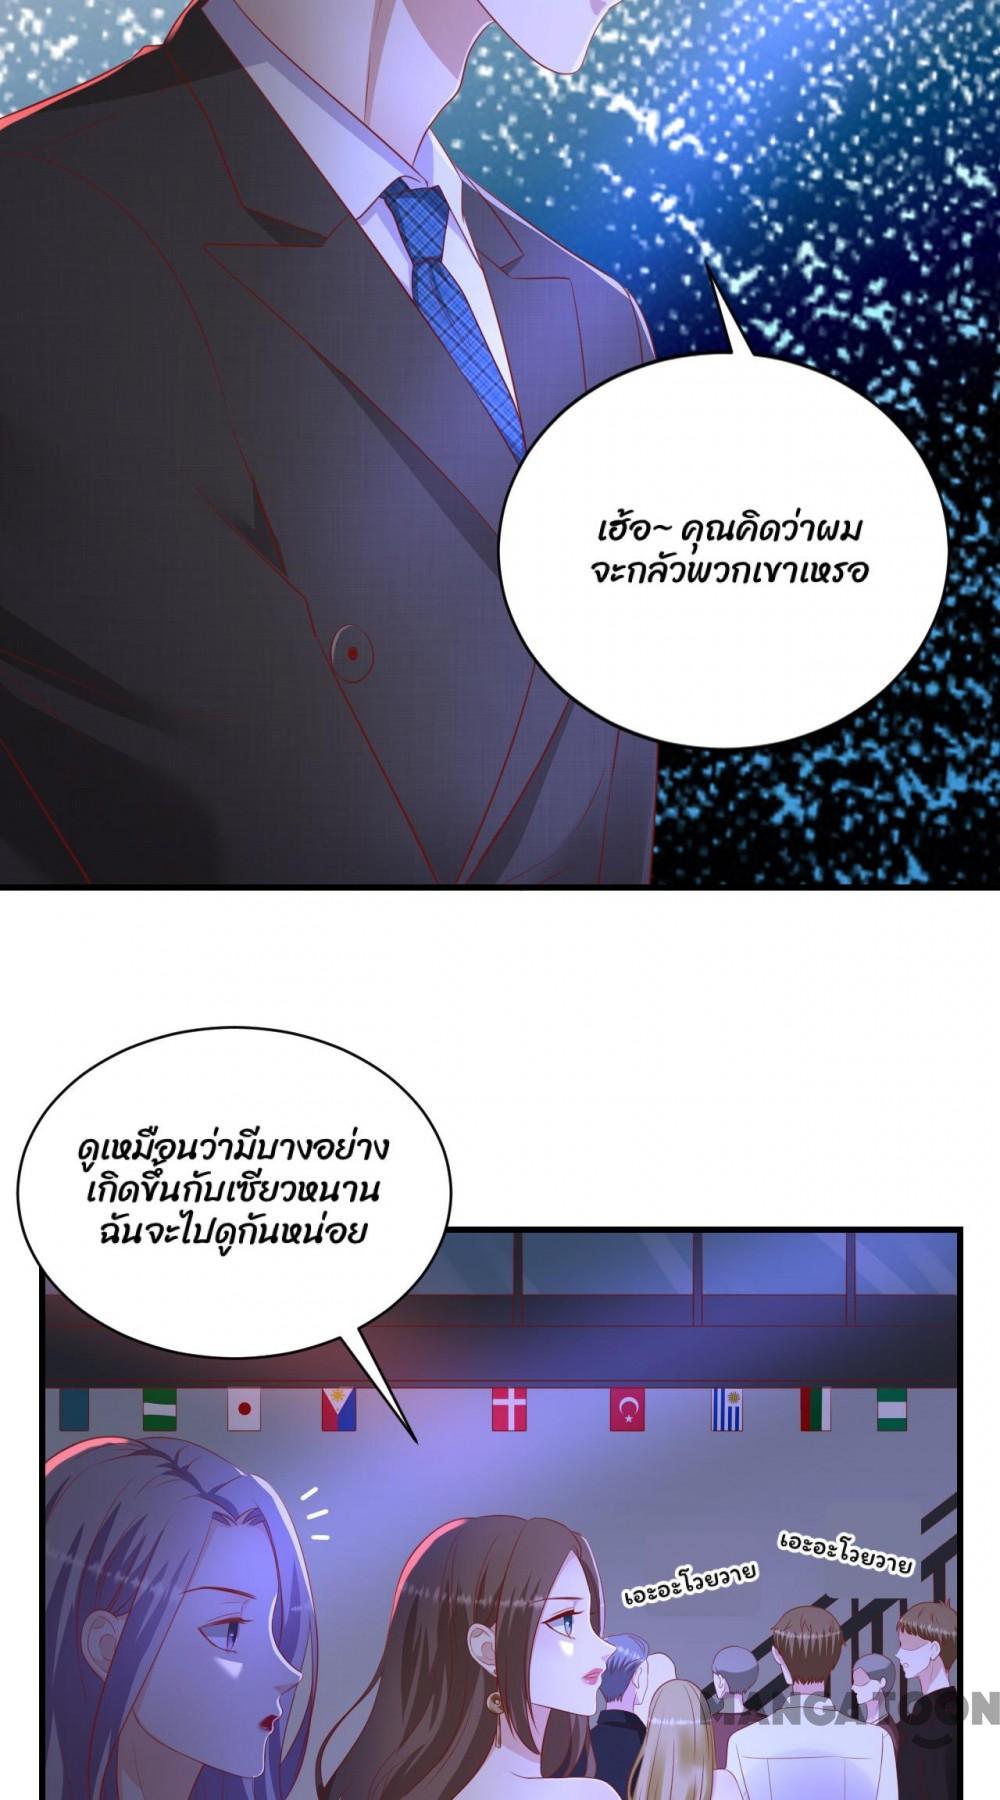 เฮ้อ~ คุณคิดว่าผม
จะกลัวพวกเขาเหรอ
ดูเหมือนว่ามีบางอย่าง
เกิดขึ้นกับเซียวหนาน
ฉันจะไปดูกันหน่อย
เอะอะโวยวาย
เอะอะโวยวาย
MANGATOON